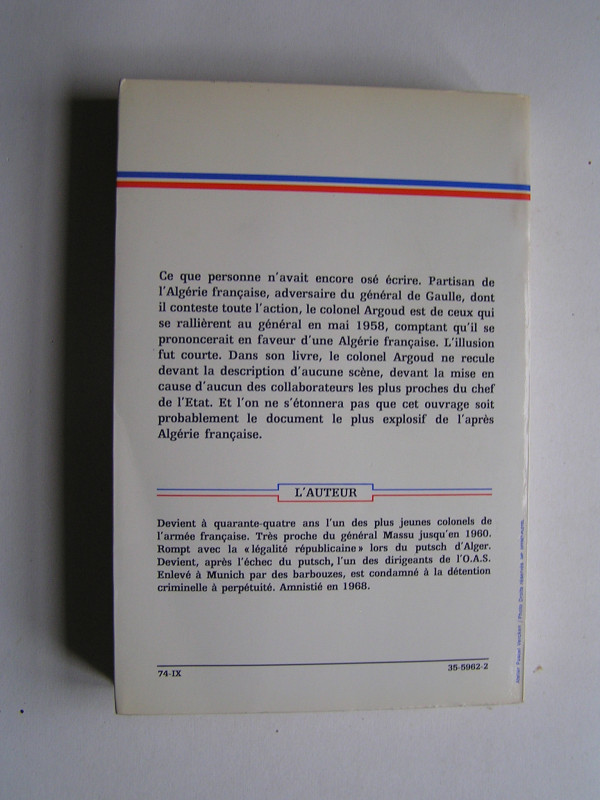 Ce que personne n'avait encore osé écrire. Partisan de
l'Algérie française, adversaire du général de Gaulle, dont
il conteste toute l'action, le colonel Argoud est de ceux qui
se rallièrent au général en mai 1958, comptant qu'il se
prononcerait en faveur d'une Algérie française. L'illusion
fut courte. Dans son livre, le colonel Argoud ne recule
devant la description d'aucune scène, devant la mise en
cause d'aucun des collaborateurs les plus proches du chef
de l'Etat. Et l'on ne s'étonnera pas que cet ouvrage soit
probablement le document le plus explosif de l'après
Algérie française.
L'AUTEUR
Devient à quarante-quatre ans l'un des plus jeunes colonels de
l'armée française. Très proche du général Massu jusqu'en 1960.
Rompt avec la «légalité républicaine» lors du putsch d'Alger.
Devient, après l'échec du putsch, l'un des dirigeants de l'O.A.S.
Enlevé à Munich par des barbouzes, est condamné à la détention
criminelle à perpétuité. Amnistié en 1968.
74-IX
35-5962-2
Atelier Pascal Vercken / Photo Droits réservés